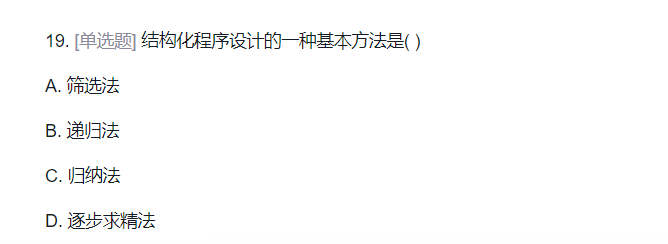 19. [单选题] 结构化程序设计的一种基本方法是( )
A. 筛选法
B. 递归法
C. 归纳法
D. 逐步求精法